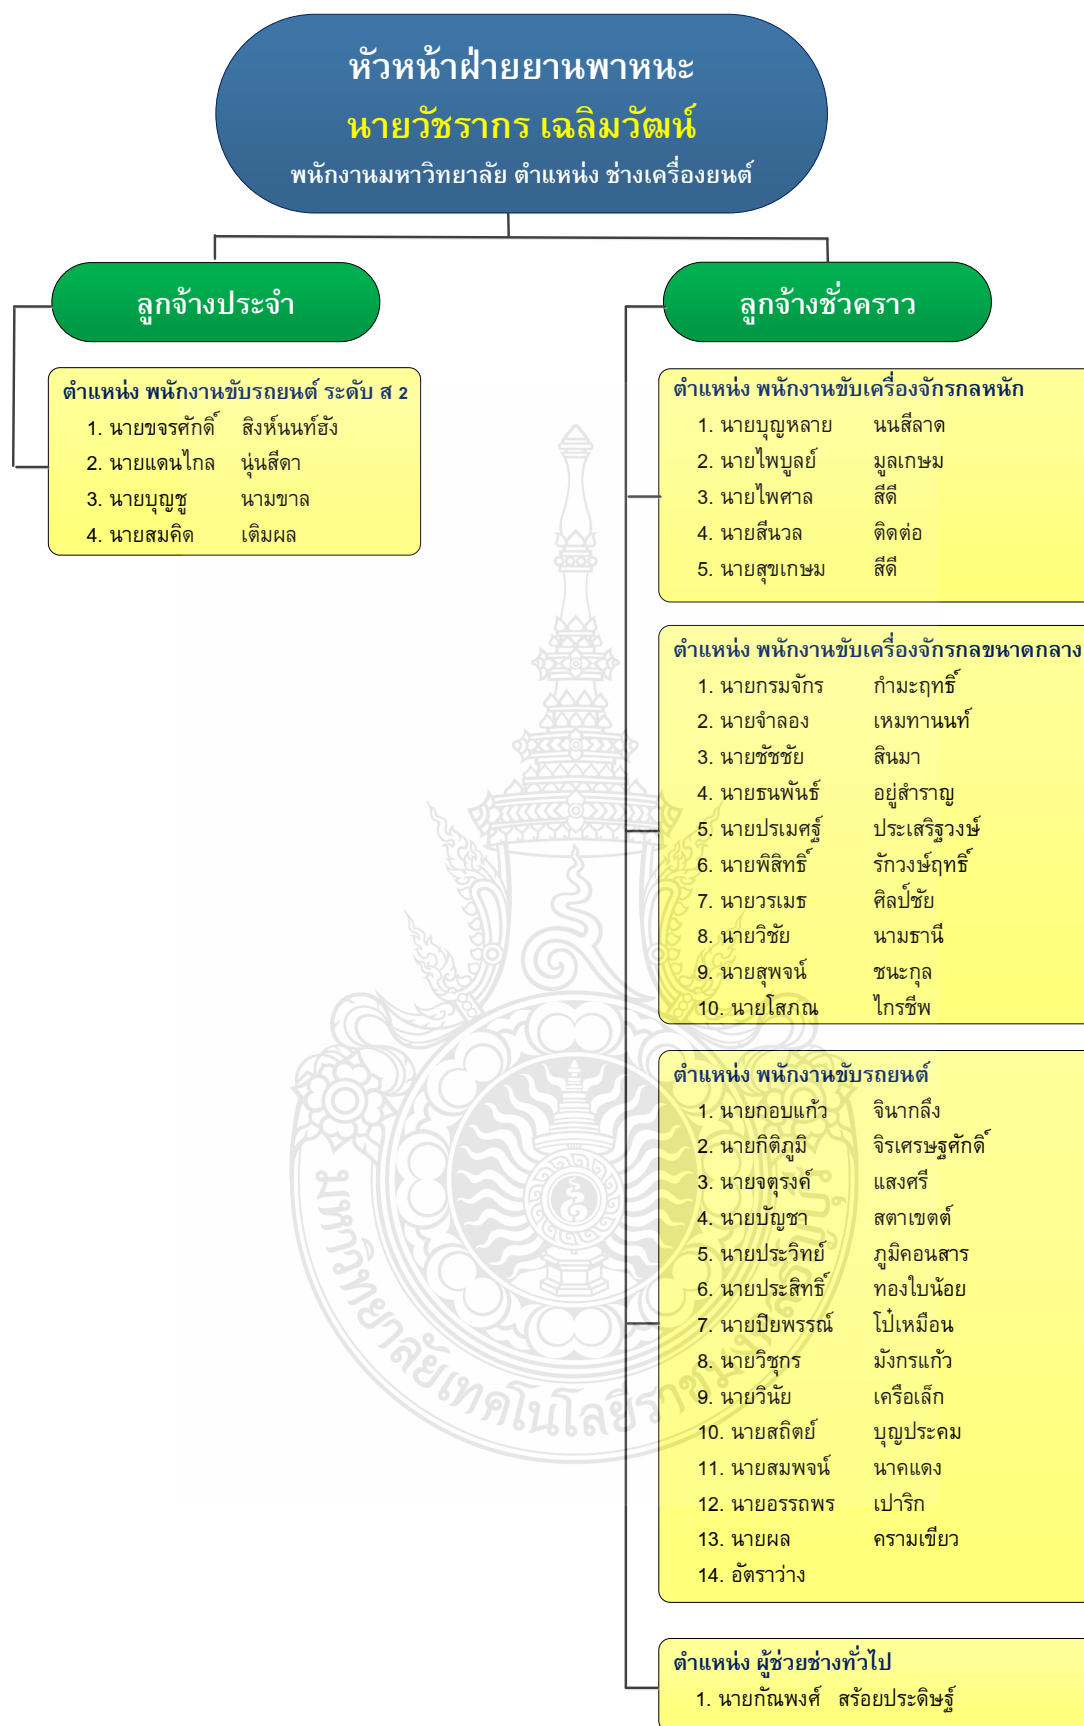 หัวหน้าฝ่ายยานพาหนะ
นายวัชรากร เฉลิมวัฒน์
พนักงานมหาวิทยาลัย ตำแหน่ง ช่างเครื่องยนต์
ลูกจ้างประจำ
ตำแหน่ง พนักงานขับรถยนต์ ระดับ ส 2
1. นายขจรศักดิ์ สิงห์นนท์ฮัง
2. นายแดนไกล นุ่นสีดา
3. นายบุญชู นามขาล
4. นายสมคิด เติมผล
ลูกจ้างชั่วคราว
ตำแหน่ง พนักงานขับเครื่องจักรกลหนัก
1. นายบุญหลาย นนสีลาด
2. นายไพบูลย์ มูลเกษม
3. นายไพศาล สีดี
4. นายสีนวล ติดต่อ
5. นายสุขเกษม สีดี
ตำแหน่ง พนักงานขับเครื่องจักรกลขนาดกลาง
1. นายกรมจักร กำมะฤทธิ์
2. นายจำลอง เหมทานนท์
3. นายชัชชัย สินมา
4. นายธนพันธ์ อยู่สำราญ
5. นายปรเมศฐ์ ประเสริฐวงษ์
6. นายพิสิทธิ์ รักวงษ์ฤทธิ์
7. นายวรเมธ ศิลป์ชัย
8. นายวิชัย นามธานี
9. นายสุพจน์ ชนะกุล
10. นายโสภณ ไกรชีพ
ตำแหน่ง พนักงานขับรถยนต์
1. นายกอบแก้ว จินากลึง
2. นายกิติภูมิ จิรเศรษฐศักดิ์
3. นายจตุรงค์ แสงศรี
4. นายบัญชา สตาเขตต์
5. นายประวิทย์ ภูมิคอนสาร
6. นายประสิทธิ์ ทองใบน้อย
7. นายปิยพรรณ์ โป๋เหมือน
8. นายวิชุกร มังกรแก้ว
9. นายวินัย เครือเล็ก
10. นายสถิตย์ บุญประคม
11. นายสมพจน์ นาคแดง
12. นายอรรถพร เปาริก
13. นายผล ครามเขียว
14. อัตราว่าง
ตำแหน่ง ผู้ช่วยช่างทั่วไป
1. นายกัณพงศ์ สร้อยประดิษฐ์
มหาวิทยาลัยเทคโนโลยีราชมงคลธัญบุรี